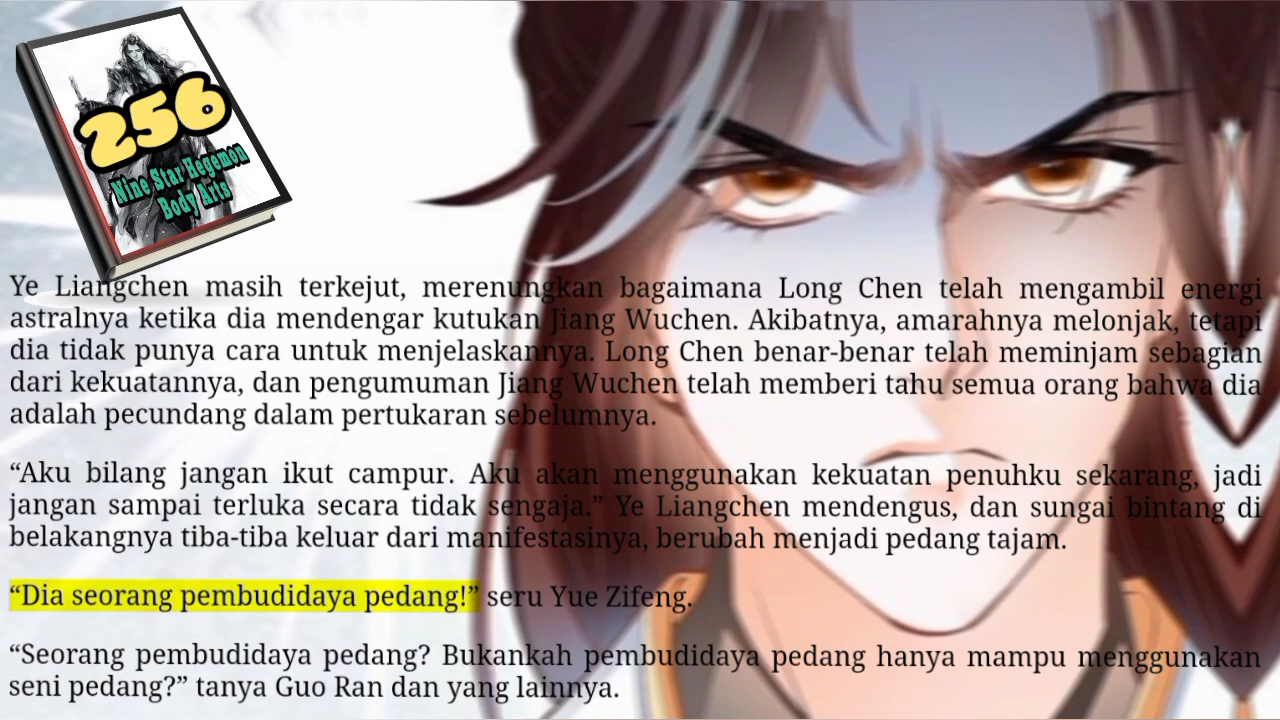 256
Nine Star Hegemon
Body Arts
Ye Liangchen masih terkejut, merenungkan bagaimana Long Chen telah mengambil energi
astralnya ketika dia mendengar kutukan Jiang Wuchen. Akibatnya, amarahnya melonjak, tetapi
dia tidak punya cara untuk menjelaskannya. Long Chen benar-benar telah meminjam sebagian
dari kekuatannya, dan pengumuman Jiang Wuchen telah memberi tahu semua orang bahwa dia
adalah pecundang dalam pertukaran sebelumnya.
“Aku bilang jangan ikut campur. Aku akan menggunakan kekuatan penuhku sekarang, jadi
jangan sampai terluka secara tidak sengaja.” Ye Liangchen mendengus, dan sungai bintang di
belakangnya tiba-tiba keluar dari manifestasinya, berubah menjadi pedang tajam.
“Dia seorang pembudidaya pedang!” seru Yue Zifeng.
“Seorang pembudidaya pedang? Bukankah pembudidaya pedang hanya mampu menggunakan
seni pedang?” tanya Guo Ran dan yang lainnya.